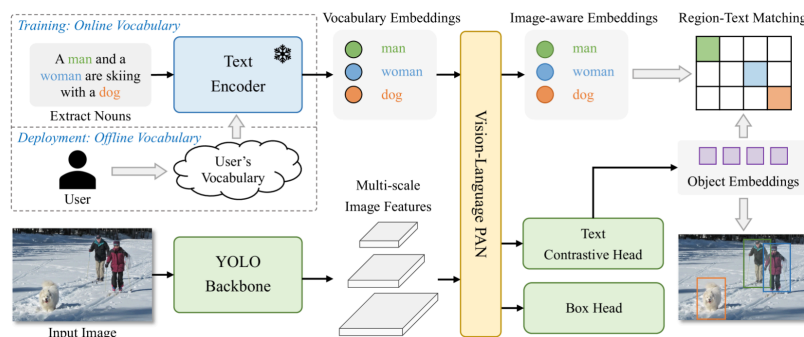 Training: Online Vocabulary
A man and a
woman are skiing
with a dog
Extract Nouns
Text
Encoder
Deployment: Offline Vocabulary
User
User's
Vocabulary
Vocabulary Embeddings
man
woman
dog
Image-aware Embeddings
man
woman
dog
Region-Text Matching
Object Embeddings
Multi-scale
Image Features
Vision-Language PAN
Text
Contrastive Head
Box Head
YOLO
Backbone
Input Image